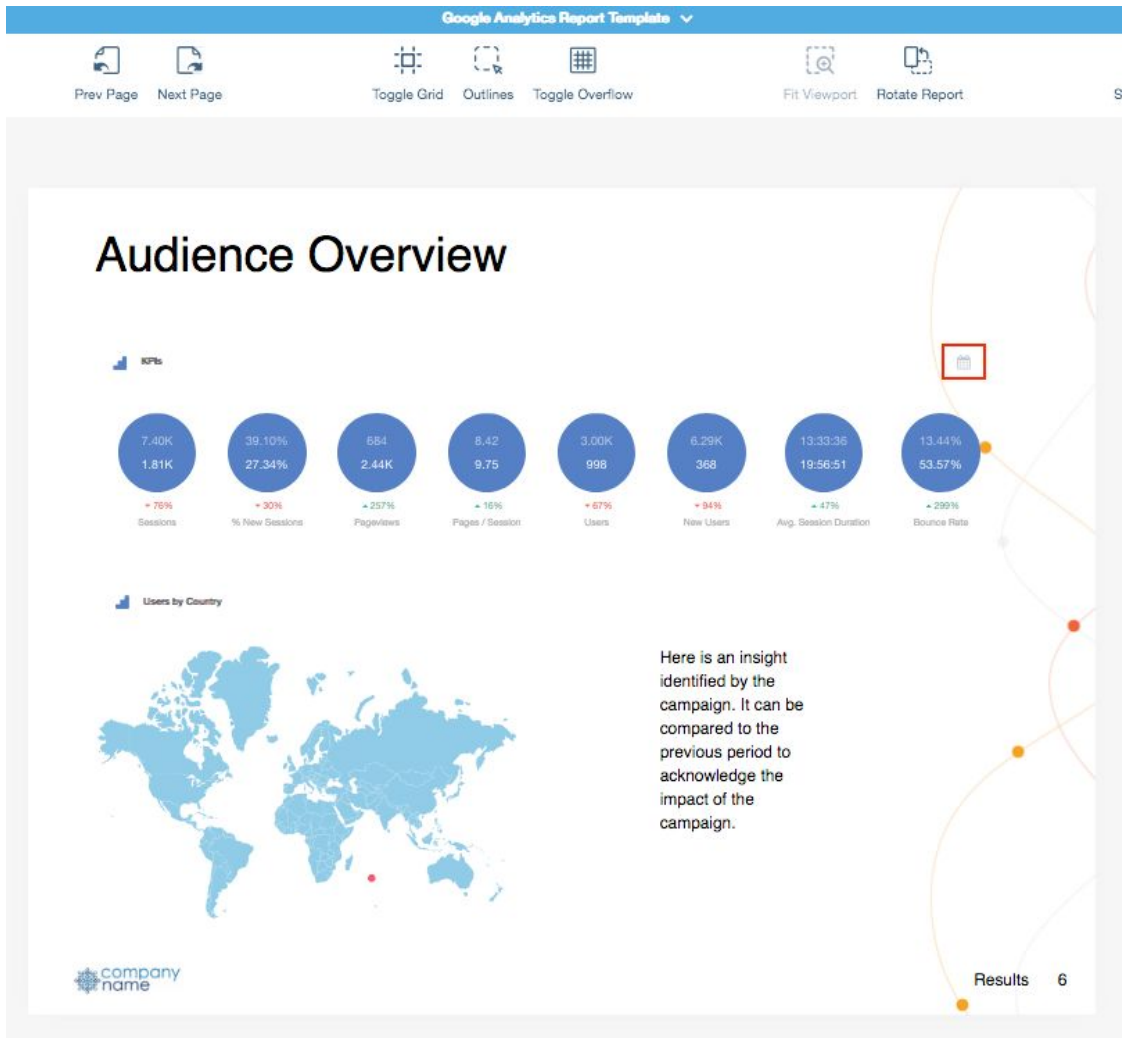 Google Analytics Report Template
Prev Page Next Page Toggle Grid Outlines Toggle Overflow Fit Viewport Rotate Report S
Audience Overview
KPIs
7.40K 39.10% 684 8.42 3.00K 6.29K 13:33:36 13.44%
1.81K 27.34% 2.44K 9.75 998 368 19:56:51 53.57%
76% 30% 257% 16% 67% 94% 47% 299%
Sessions % New Sessions Pageviews Pages / Session Users New Users Avg. Session Duration Bounce Rate
Users by Country
Here is an insight
identified by the
campaign. It can be
compared to the
previous period to
acknowledge the
impact of the
campaign.
company
name
Results 6